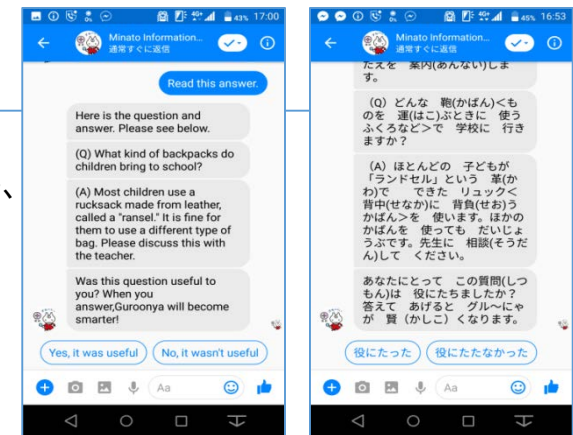 43% 17:00
Minato Information...
通常すぐに返信
Read this answer.
Here is the question and
answer. Please see below.
(Q) What kind of backpacks do
children bring to school?
(A) Most children use a
rucksack made from leather,
called a "ransel." It is fine for
them to use a different type of
bag. Please discuss this with
the teacher.
Was this question useful to
you? When you
answer,Guroonya will become
smarter!
Yes, it was useful
No, it wasn't useful
Aa
、
45% 16:53
Minato Information...
通常すぐに返信
たえを 案内(あんない)しま
す。
(Q) どんな 鞄(かばん)<も
のを 運(はこ)ぶときに 使う
ふくろなど>で 学校に 行き
ますか?
(A) ほとんどの 子どもが
「ランドセル」という 革(か
わ)で できた リュック<
背中(せなか)に 背負(せお)う
かばん>を 使います。ほかの
かばんを 使っても だいじょ
うぶです。先生に 相談(そうだ
ん)して ください。
あなたにとって この質問(しつ
もん)は 役にたちましたか?
答えて あげると グル〜にゃ
が 賢(かしこ)くなります。
役にたった
役にたたなかった
Aa